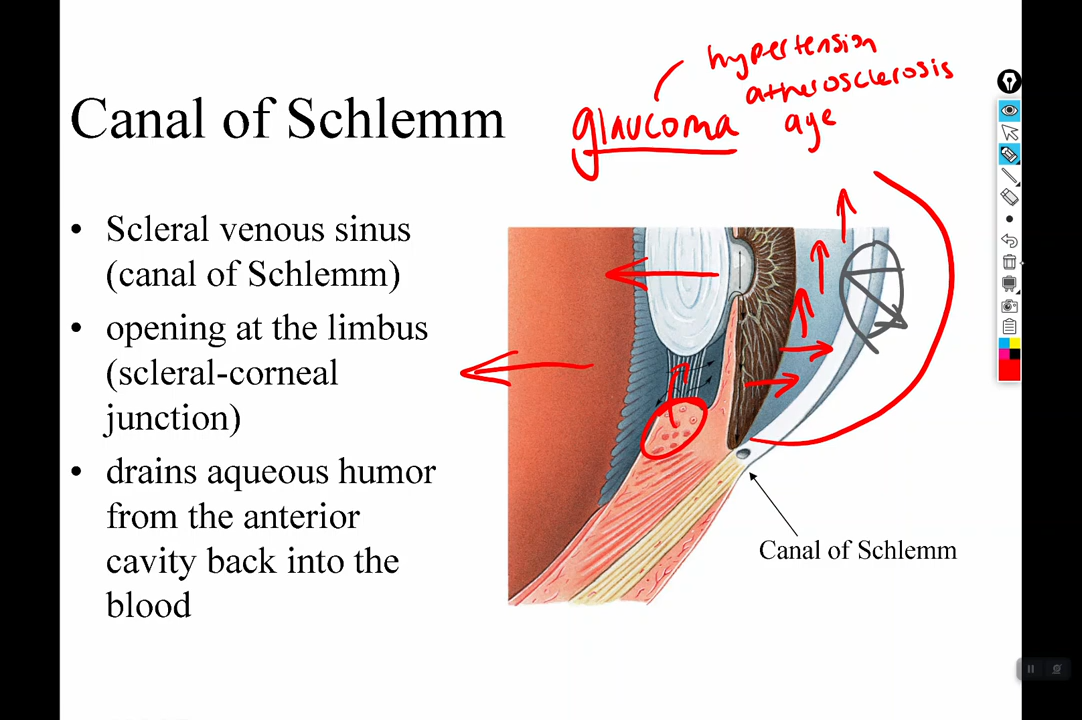 hypertension
atherosclerosis
age
glaucoma
Canal of Schlemm
• Scleral venous sinus
(canal of Schlemm)
• opening at the limbus
(scleral-corneal
junction)
• drains aqueous humor
from the anterior
cavity back into the
blood
Canal of Schlemm